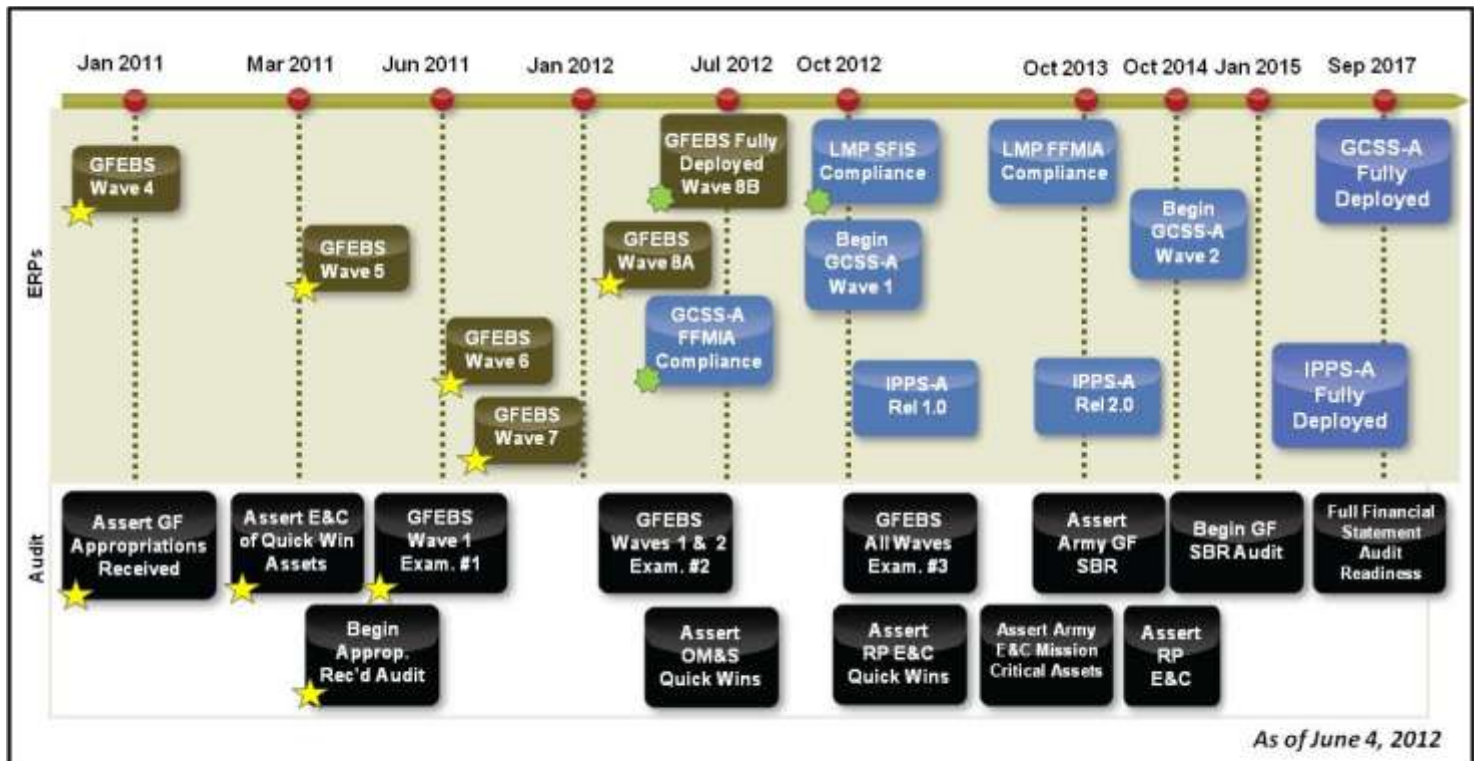 Jan 2011
Mar 2011
Jun 2011
Jan 2012
Jul 2012
Oct 2012
Oct 2013
Oct 2014
Jan 2015
Sep 2017
ERPs
GFEBS
Wave 4
GFEBS
Wave 5
GFEBS
Wave 6
GFEBS
Wave 7
GFEBS Fully
Deployed
Wave 8B
GFEBS
Wave 8A
GCSS-A
FFMIA
Compliance
LMP SFIS
Compliance
Begin
GCSS-A
Wave 1
IPPS-A
Rel 1.0
LMP FFMIA
Compliance
Begin
GCSS-A
Wave 2
IPPS-A
Rel 2.0
GCSS-A
Fully
Deployed
IPPS-A
Fully
Deployed
Audit
Assert GF
Appropriations
Received
Assert E&C
of Quick Win
Assets
GFEBS
Wave 1
Exam. #1
GFEBS
Waves 1 & 2
Exam. #2
GFEBS
All Waves
Exam. #3
Assert
Army GF
SBR
Begin GF
SBR Audit
Full Financial
Statement
Audit
Readiness
Begin
Approp.
Rec'd Audit
Assert
OM&S
Quick Wins
Assert
RP E&C
Quick Wins
Assert Army
E&C Mission
Critical Assets
Assert
RP
E&C
As of June 4, 2012